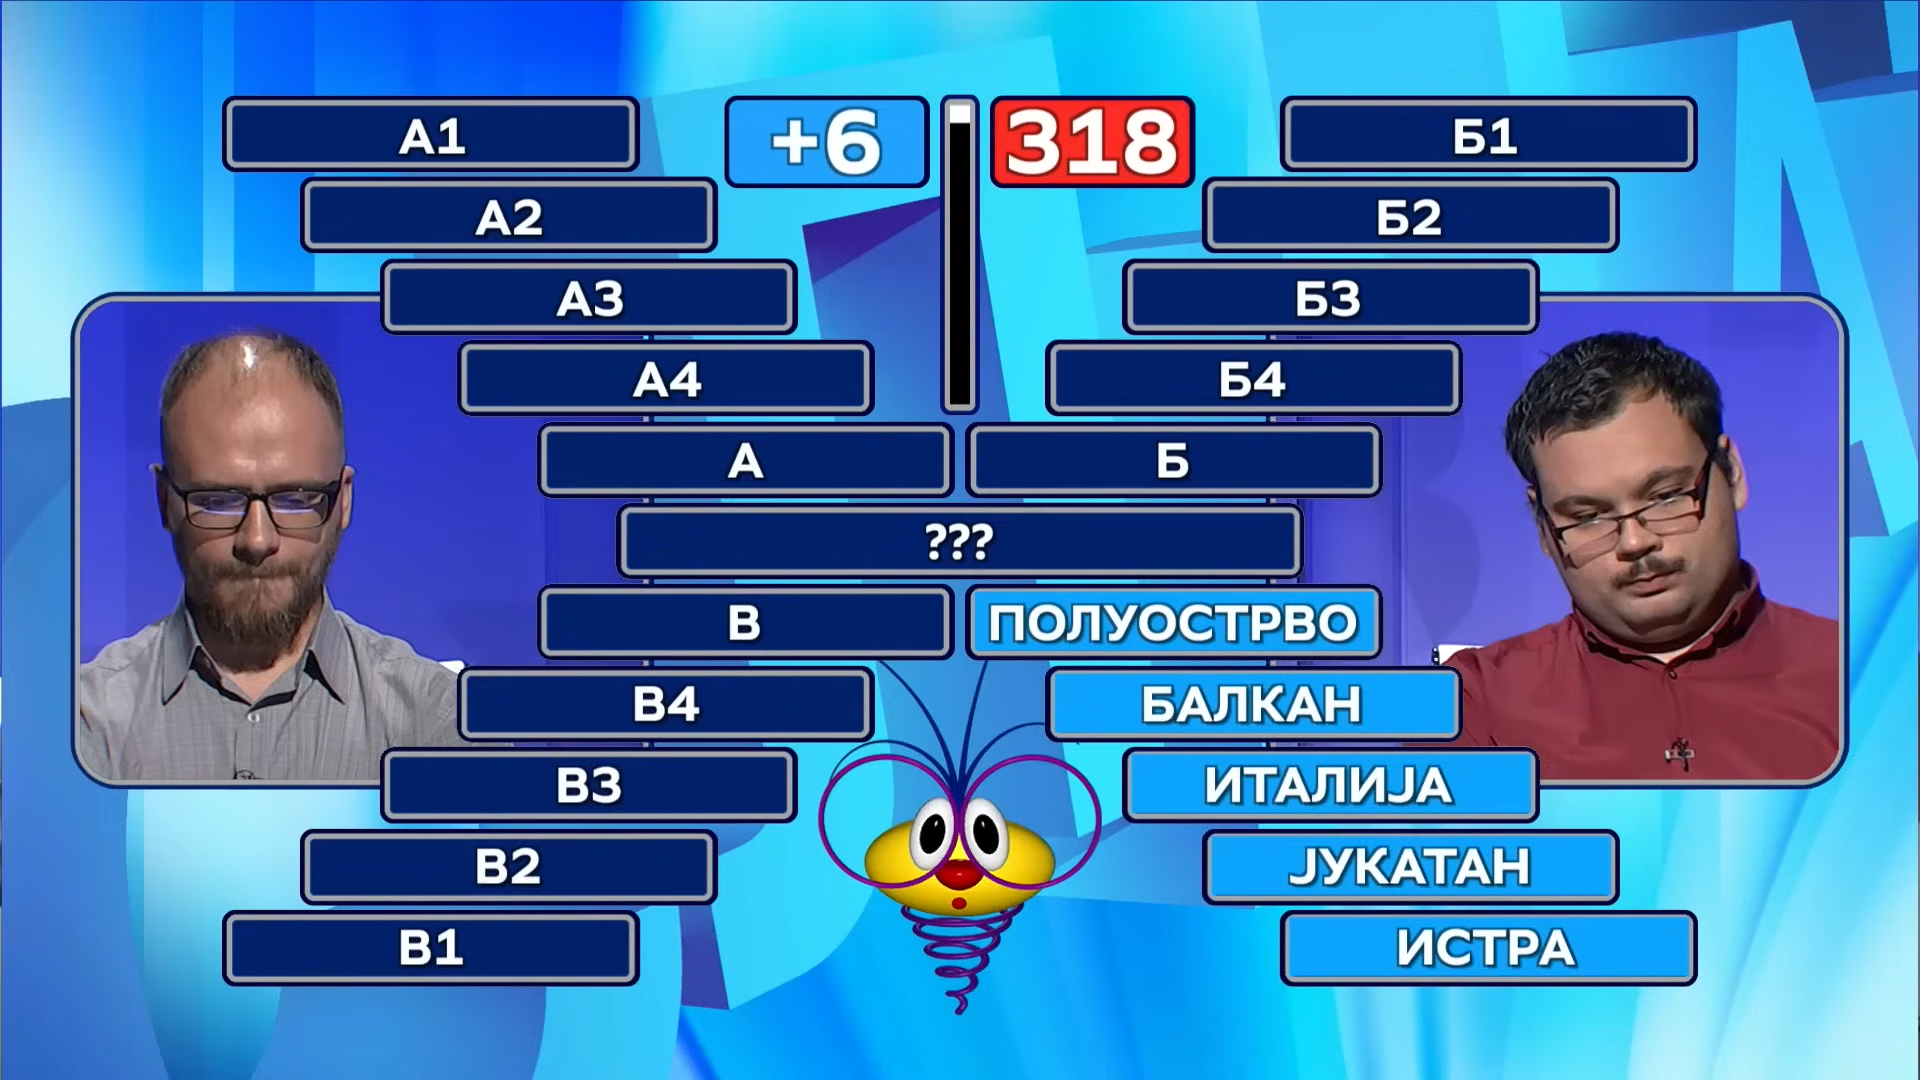 А1
+6
318
Б1
А2
Б2
А3
Б3
А4
Б4
А
Б
???
В
ПОЛУОСТРВО
В4
БАЛКАН
В3
ИТАЛИЈА
В2
ЈУКАТАН
В1
ИСТРА